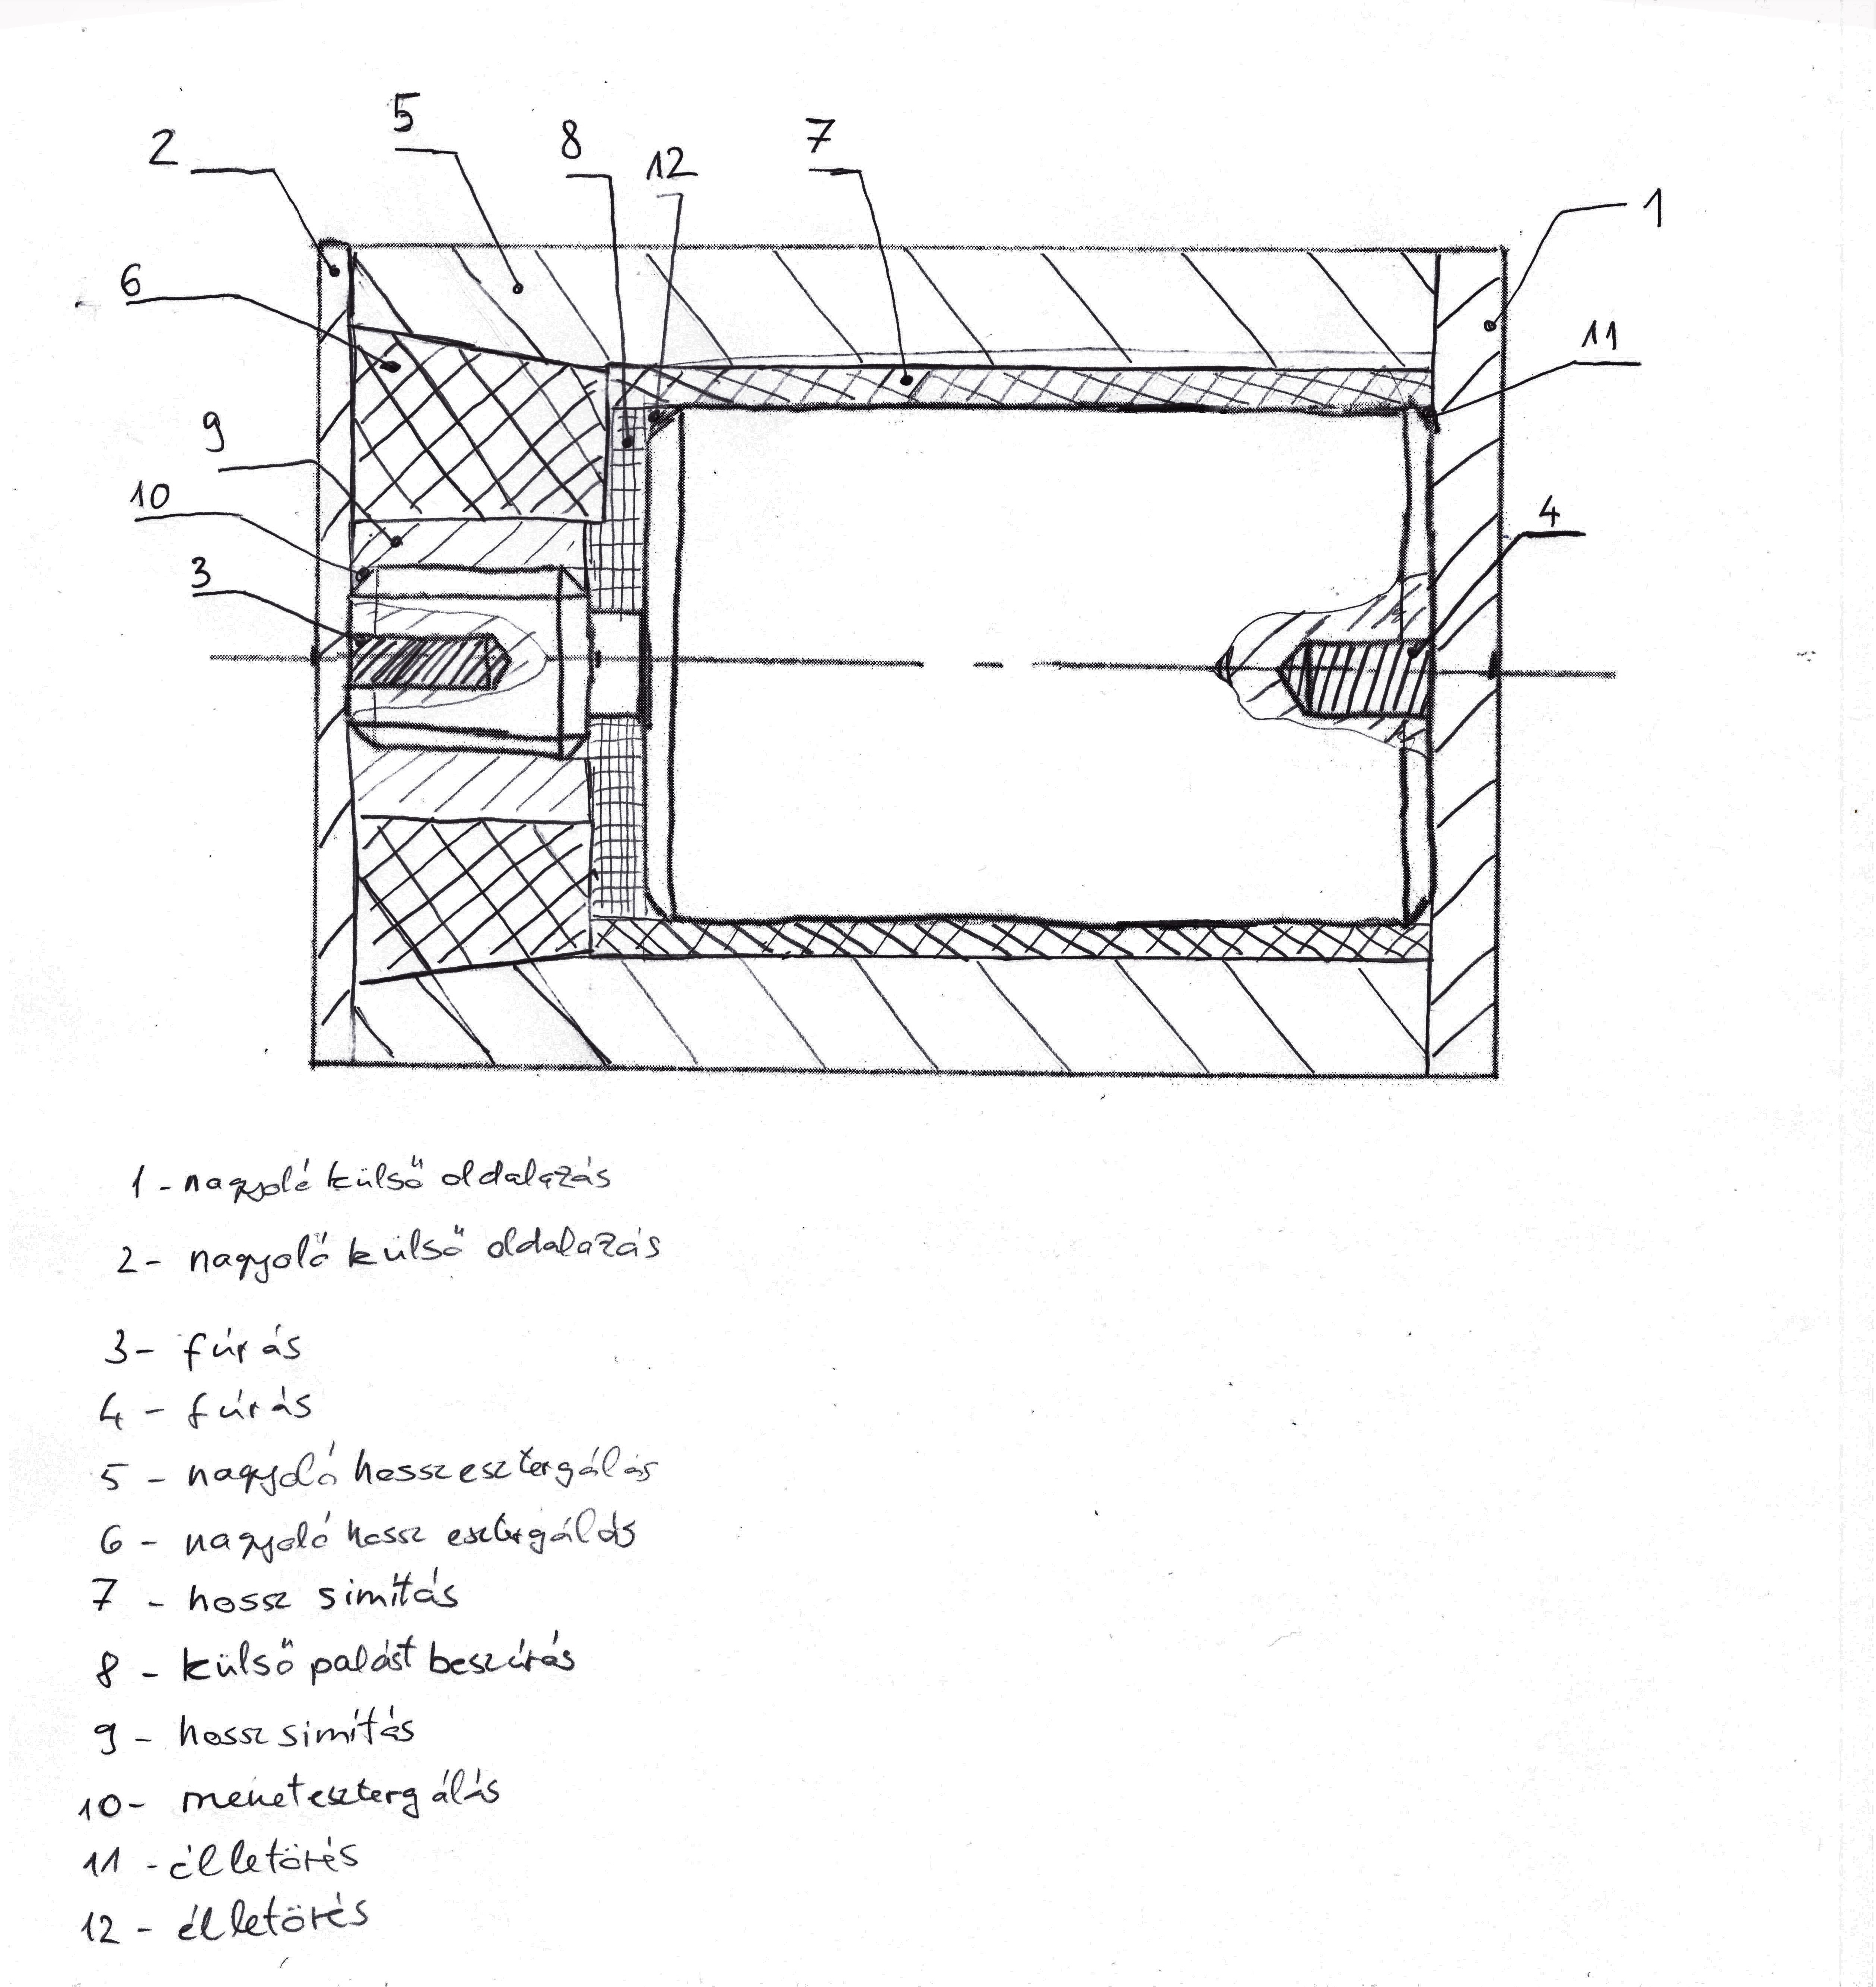 5
2
8
12
7
1
6
11
9
10
4
3
1 - nagyoló külső oldalazás
2 - nagyoló külső oldalazás
3 - fúrás
4 - fúrás
5 - nagyoló hosszesztergálás
6 - nagyoló hossz esztergálás
7 - hossz simítás
8 - külső palást beszúrás
9 - hossz simítás
10 - menetesztergálás
11 - élletörés
12 - élletörés